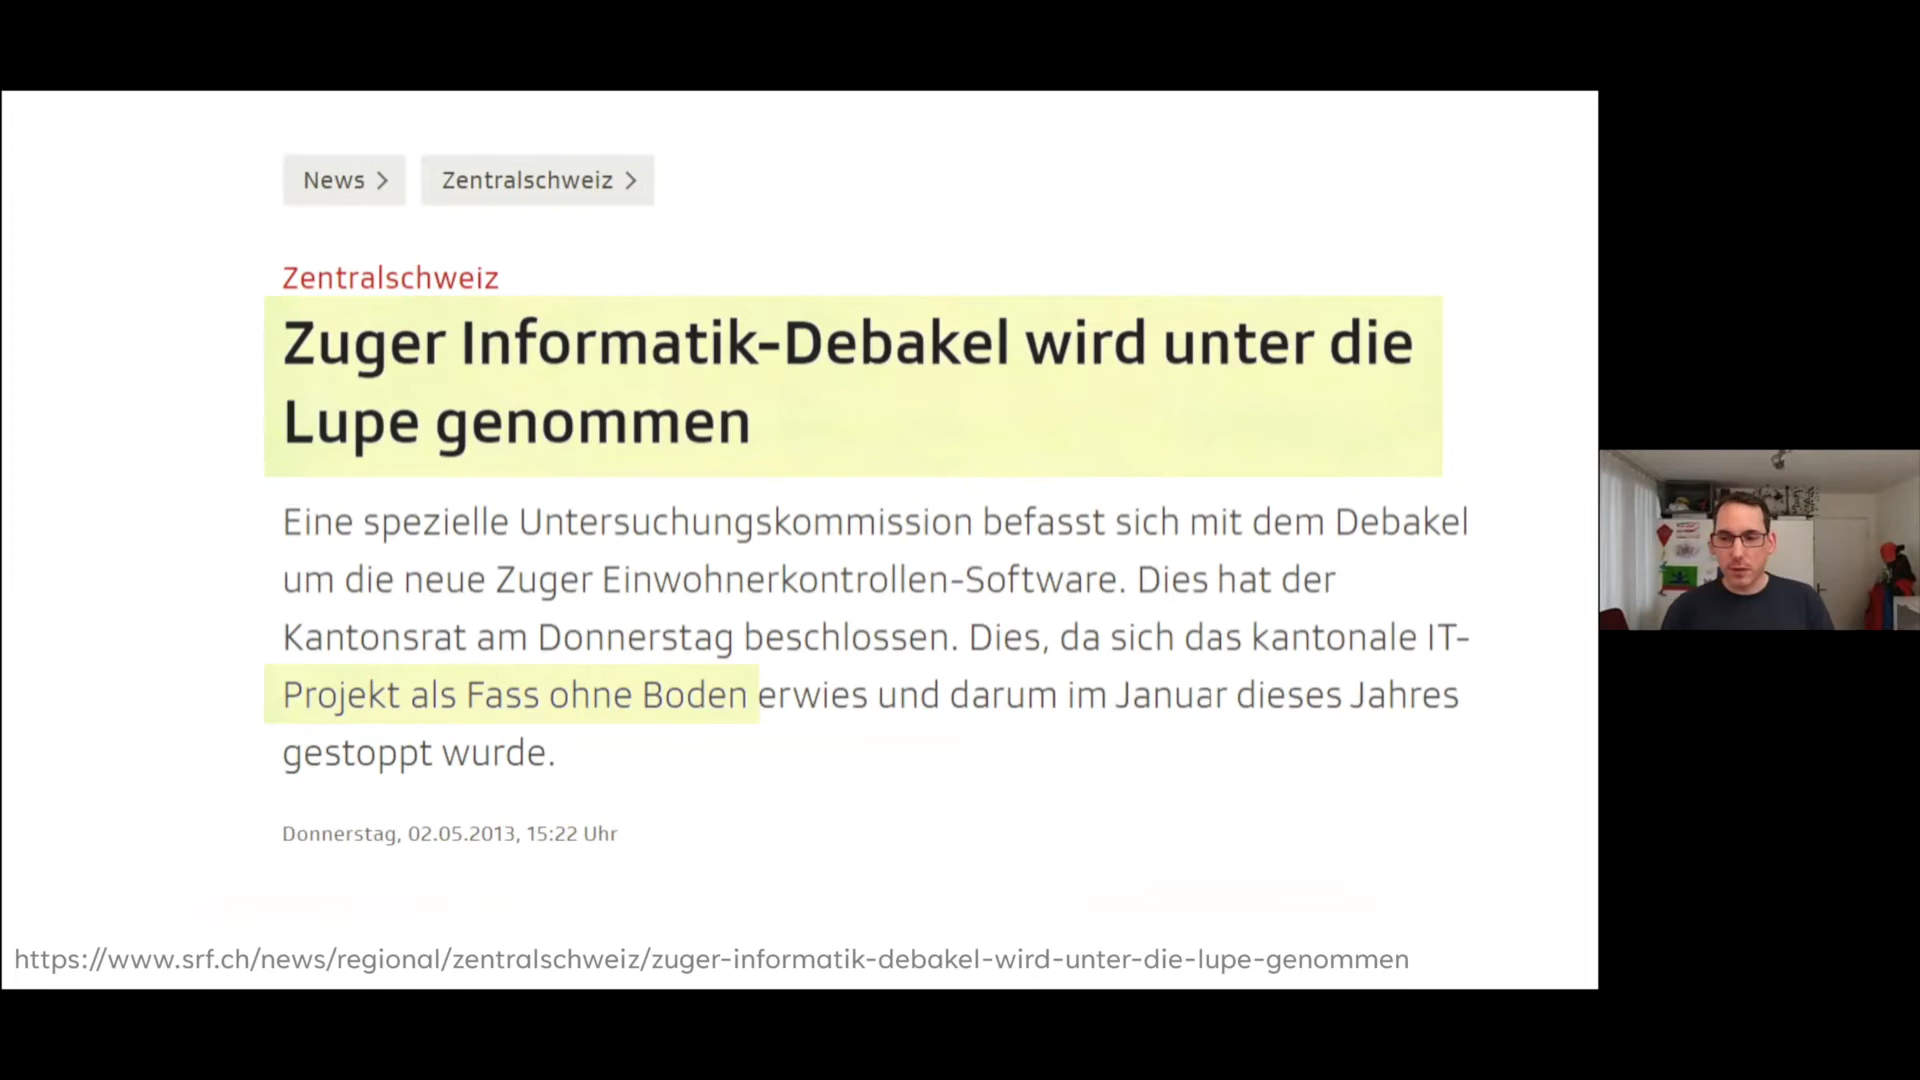 News >
Zentralschweiz >
Zentralschweiz
Zuger Informatik-Debakel wird unter die
Lupe genommen
Eine spezielle Untersuchungskommission befasst sich mit dem Debakel
um die neue Zuger Einwohnerkontrollen-Software. Dies hat der
Kantonsrat am Donnerstag beschlossen. Dies, da sich das kantonale IT-
Projekt als Fass ohne Boden erwies und darum im Januar dieses Jahres
gestoppt wurde.
Donnerstag, 02.05.2013, 15:22 Uhr
https://www.srf.ch/news/regional/zentralschweiz/zuger-informatik-debakel-wird-unter-die-lupe-genommen